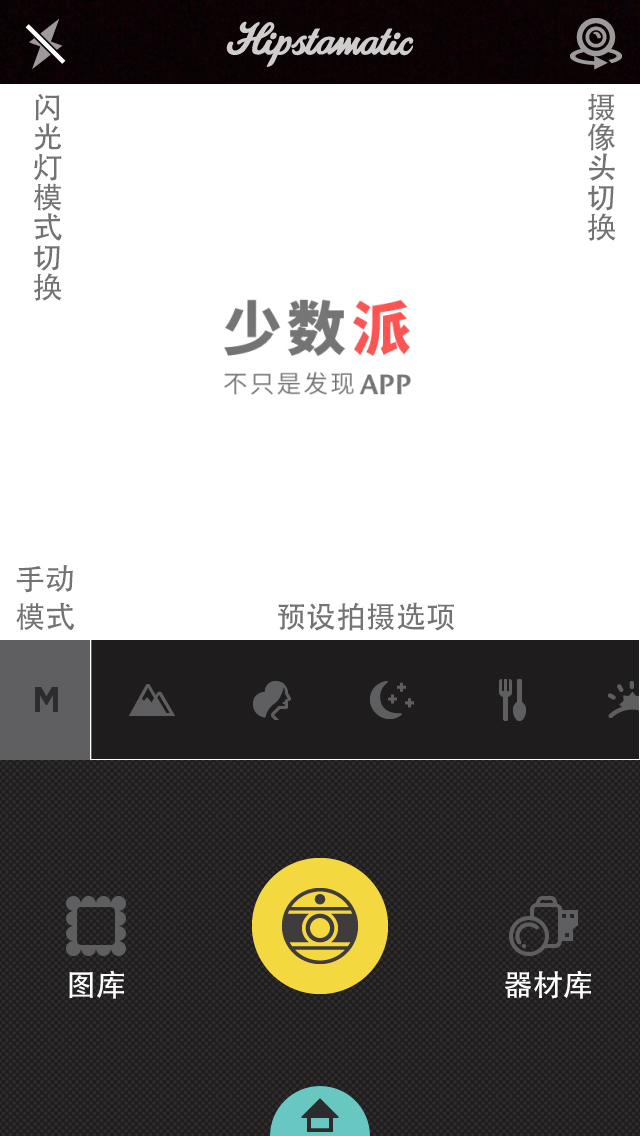 Hipstamatic
闪光灯模式切换
摄像头切换
少数派
不只是发现 APP
手动
模式
预设拍摄选项
M
图库
器材库